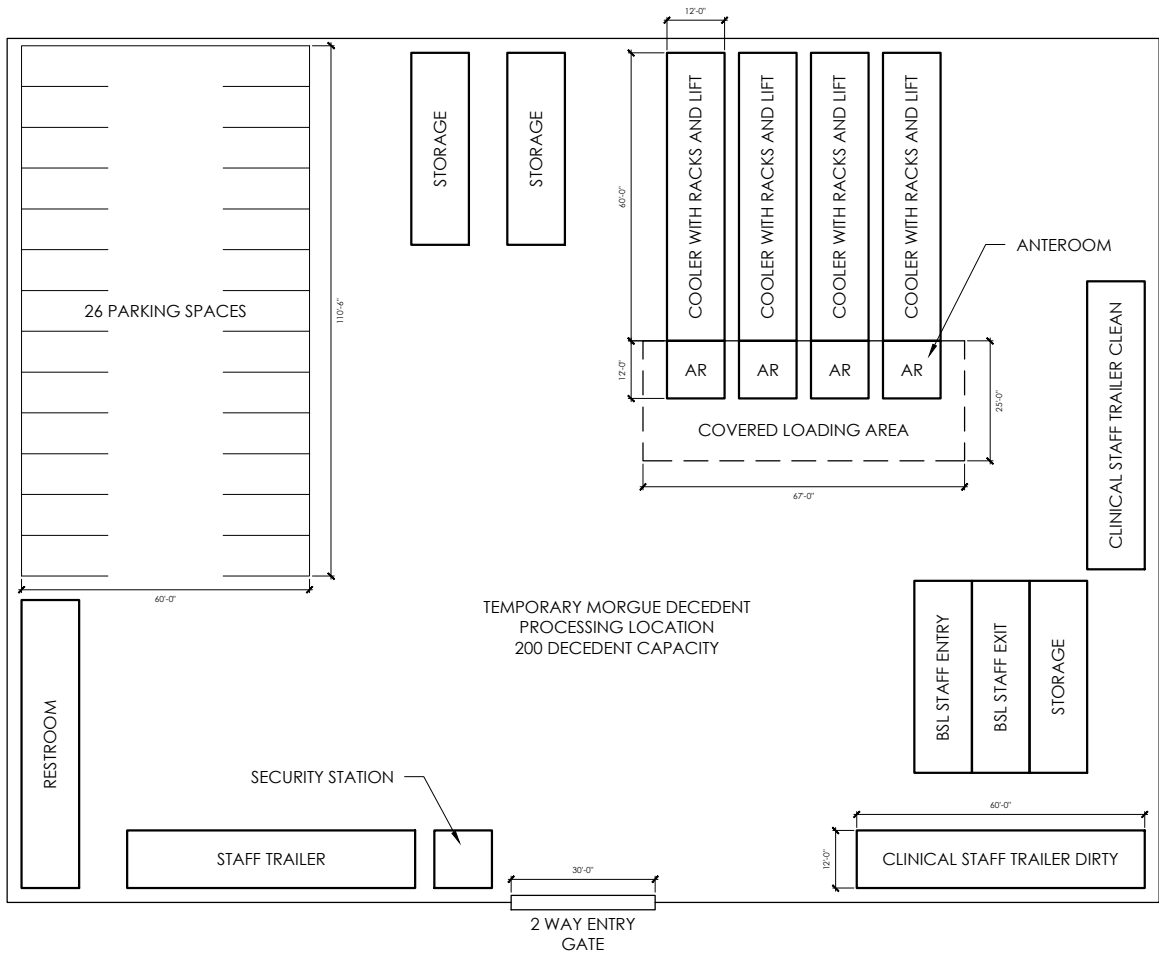 12'-0"
STORAGE
STORAGE
COOLER WITH RACKS AND LIFT
COOLER WITH RACKS AND LIFT
COOLER WITH RACKS AND LIFT
COOLER WITH RACKS AND LIFT
60'-0"
ANTEROOM
26 PARKING SPACES
110'-6"
CLINICAL STAFF TRAILER CLEAN
12'-0"
AR
AR
AR
AR
25'-0"
COVERED LOADING AREA
67'-0"
60'-0"
TEMPORARY MORGUE DECEDENT
PROCESSING LOCATION
200 DECEDENT CAPACITY
BSL STAFF ENTRY
BSL STAFF EXIT
STORAGE
RESTROOM
SECURITY STATION
60'-0"
STAFF TRAILER
12'-0"
CLINICAL STAFF TRAILER DIRTY
30'-0"
2 WAY ENTRY
GATE